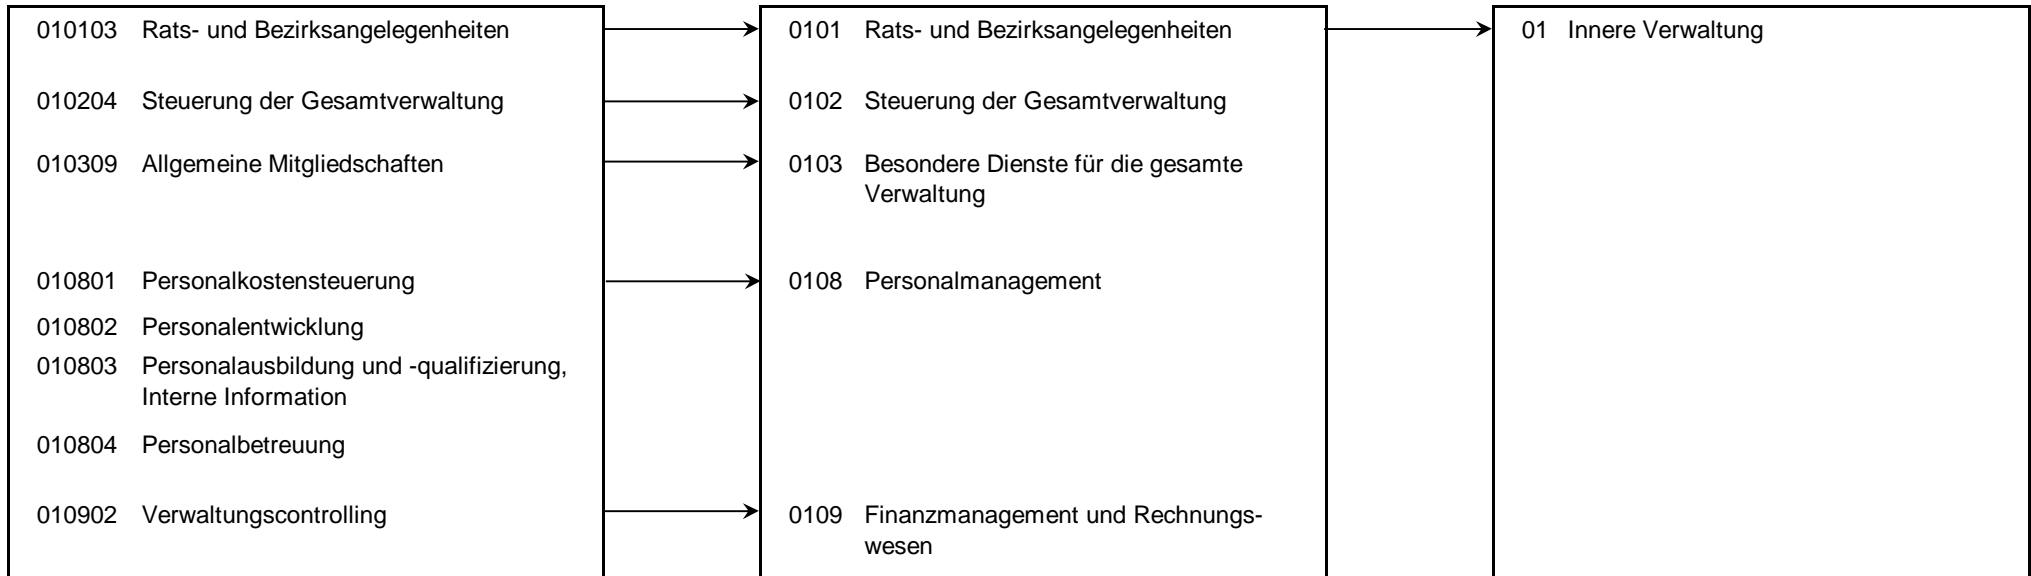 010103 Rats- und Bezirksangelegenheiten
0101 Rats- und Bezirksangelegenheiten
01 Innere Verwaltung
010204 Steuerung der Gesamtverwaltung
0102 Steuerung der Gesamtverwaltung
010309 Allgemeine Mitgliedschaften
0103 Besondere Dienste für die gesamte
Verwaltung
010801 Personalkostensteuerung
0108 Personalmanagement
010802 Personalentwicklung
010803 Personalausbildung und -qualifizierung,
Interne Information
010804 Personalbetreuung
010902 Verwaltungscontrolling
0109 Finanzmanagement und Rechnungs-
wesen